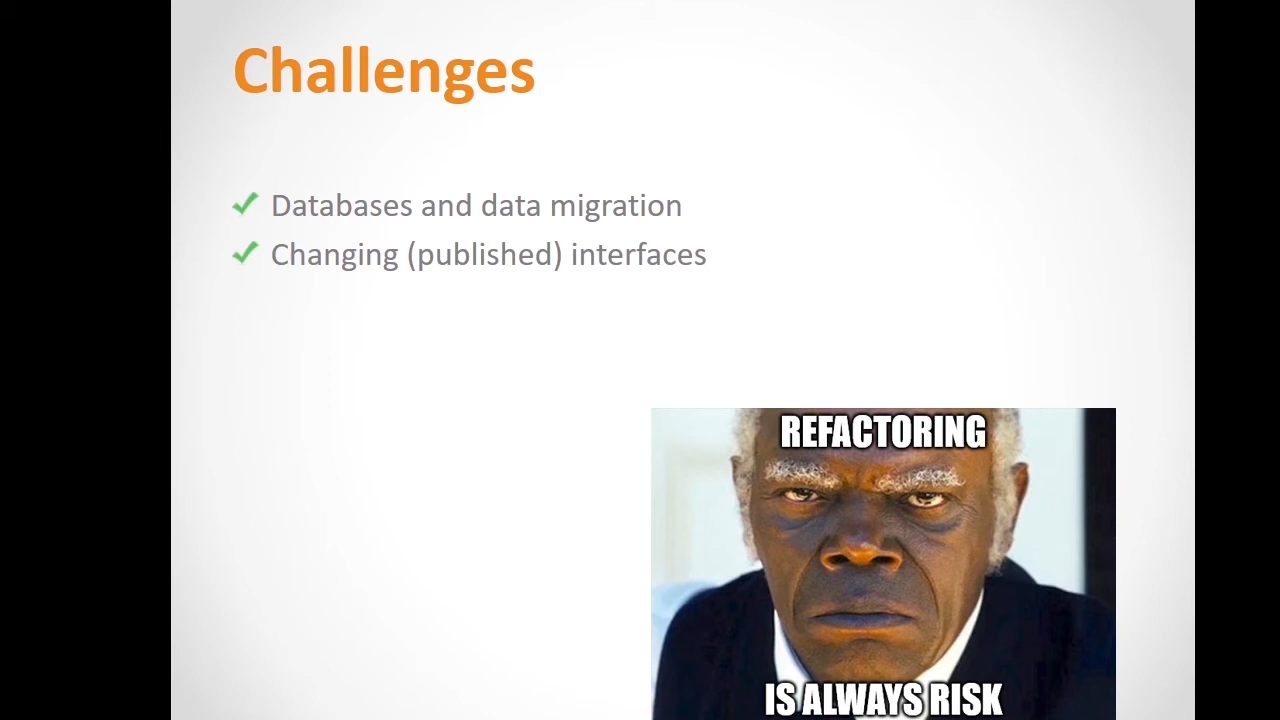 Challenges
Databases and data migration
Changing (published) interfaces
REFACTORING
IS ALWAYS RISK